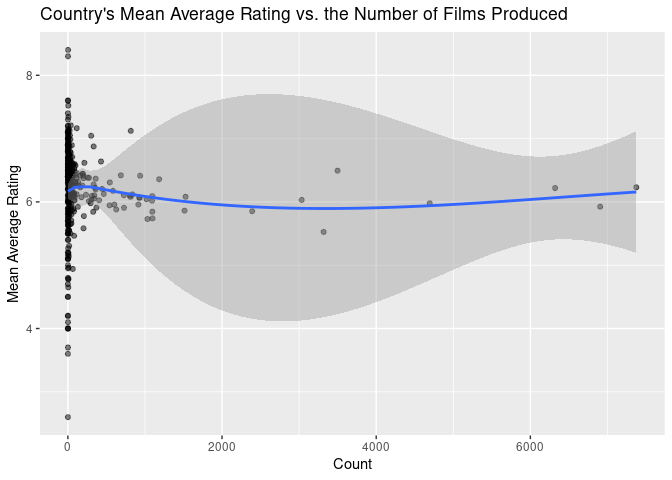 Country's Mean Average Rating vs. the Number of Films Produced
8
6
4
Mean Average Rating
0
2000
4000
6000
Count